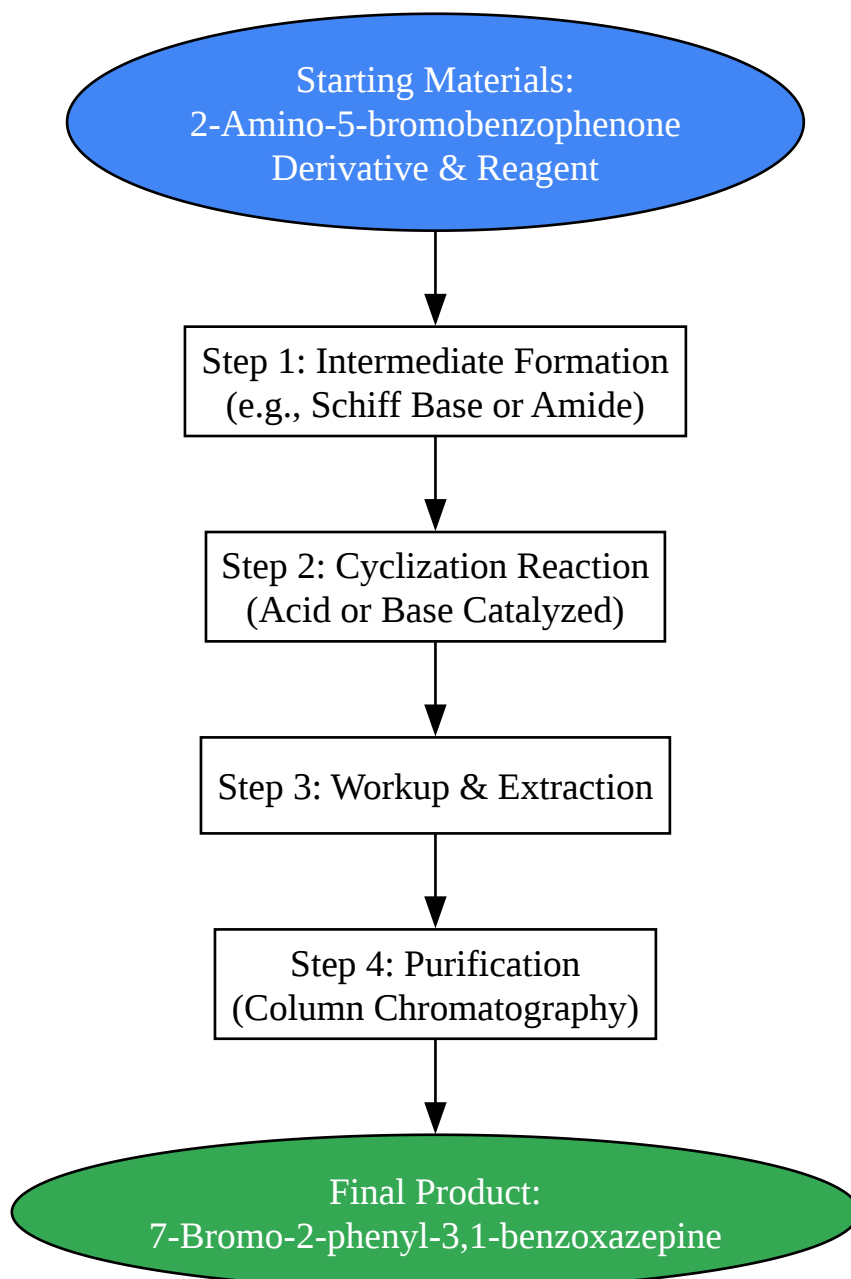 Starting Materials:
2-Amino-5-bromobenzophenone
Derivative & Reagent
Step 1: Intermediate Formation
(e.g., Schiff Base or Amide)
Step 2: Cyclization Reaction
(Acid or Base Catalyzed)
Step 3: Workup & Extraction
Step 4: Purification
(Column Chromatography)
Final Product:
7-Bromo-2-phenyl-3,1-benzoxazepine